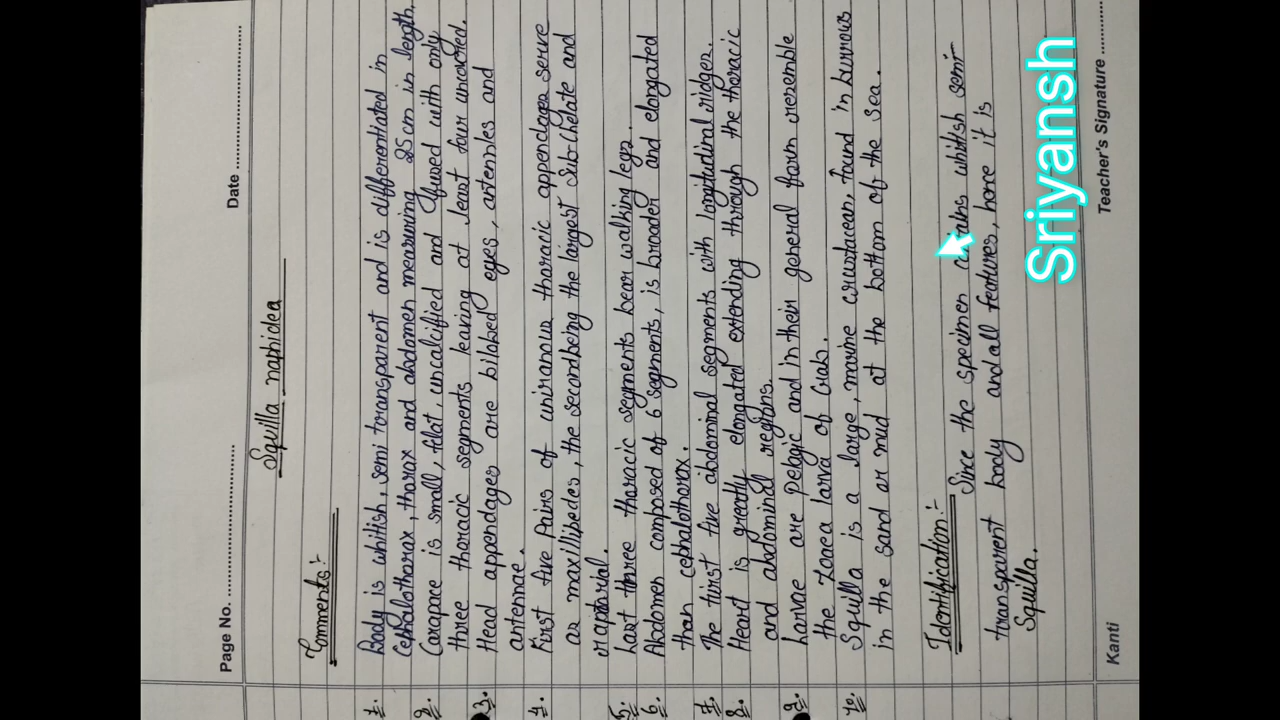 Page No. ....................
Date ....................
Squilla raphidea
Comments:-
1. Body is whitish, semi transparent and is differentiated in
cephalothorax, thorax and abdomen measuring 25 cm in length.
2. Carapace is small, flat, uncalcified and fused with only
three thoracic segments leaving at least four uncovered.
3. Head appendages are bilobed eyes, antennules and
antennae.
4. First five Pairs of uniramous thoracic appendages serve
as maxillipedes, the second being the largest Sub-chelate and
raptorial.
5. Last three thoracic segments bear walking legs.
6. Abdomen composed of 6 segments, is broader and elongated
than cephalothorax.
7. The first five abdominal segments with longitudinal ridges.
8. Heart is greatly elongated extending through the thoracic
and abdominal regions.
9. Larvae are pelagic and in their general form resemble
the zoaea larva of Crab.
10. Squilla is a large, marine crustacean, found in burrows
in the sand or mud at the bottom of the sea.
Identification:-
Since the specimen whitish semi-
transparent body and all features, hence it is
Squilla.
Sriyansh
Kanti
Teacher's Signature ..........